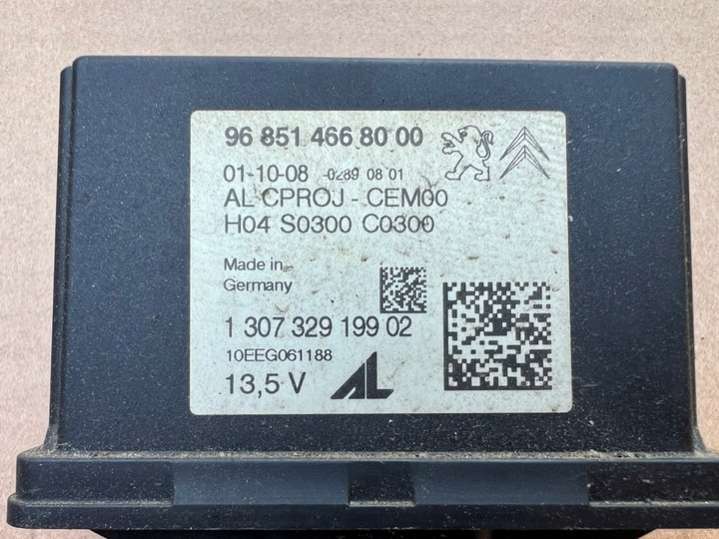 96 851 466 80 00
01-10-08 -0289 08 01
AL CPROJ - CEM00
H04 S0300 C0300
Made in
Germany
1 307 329 199 02
10EEG061188
13,5 V AL